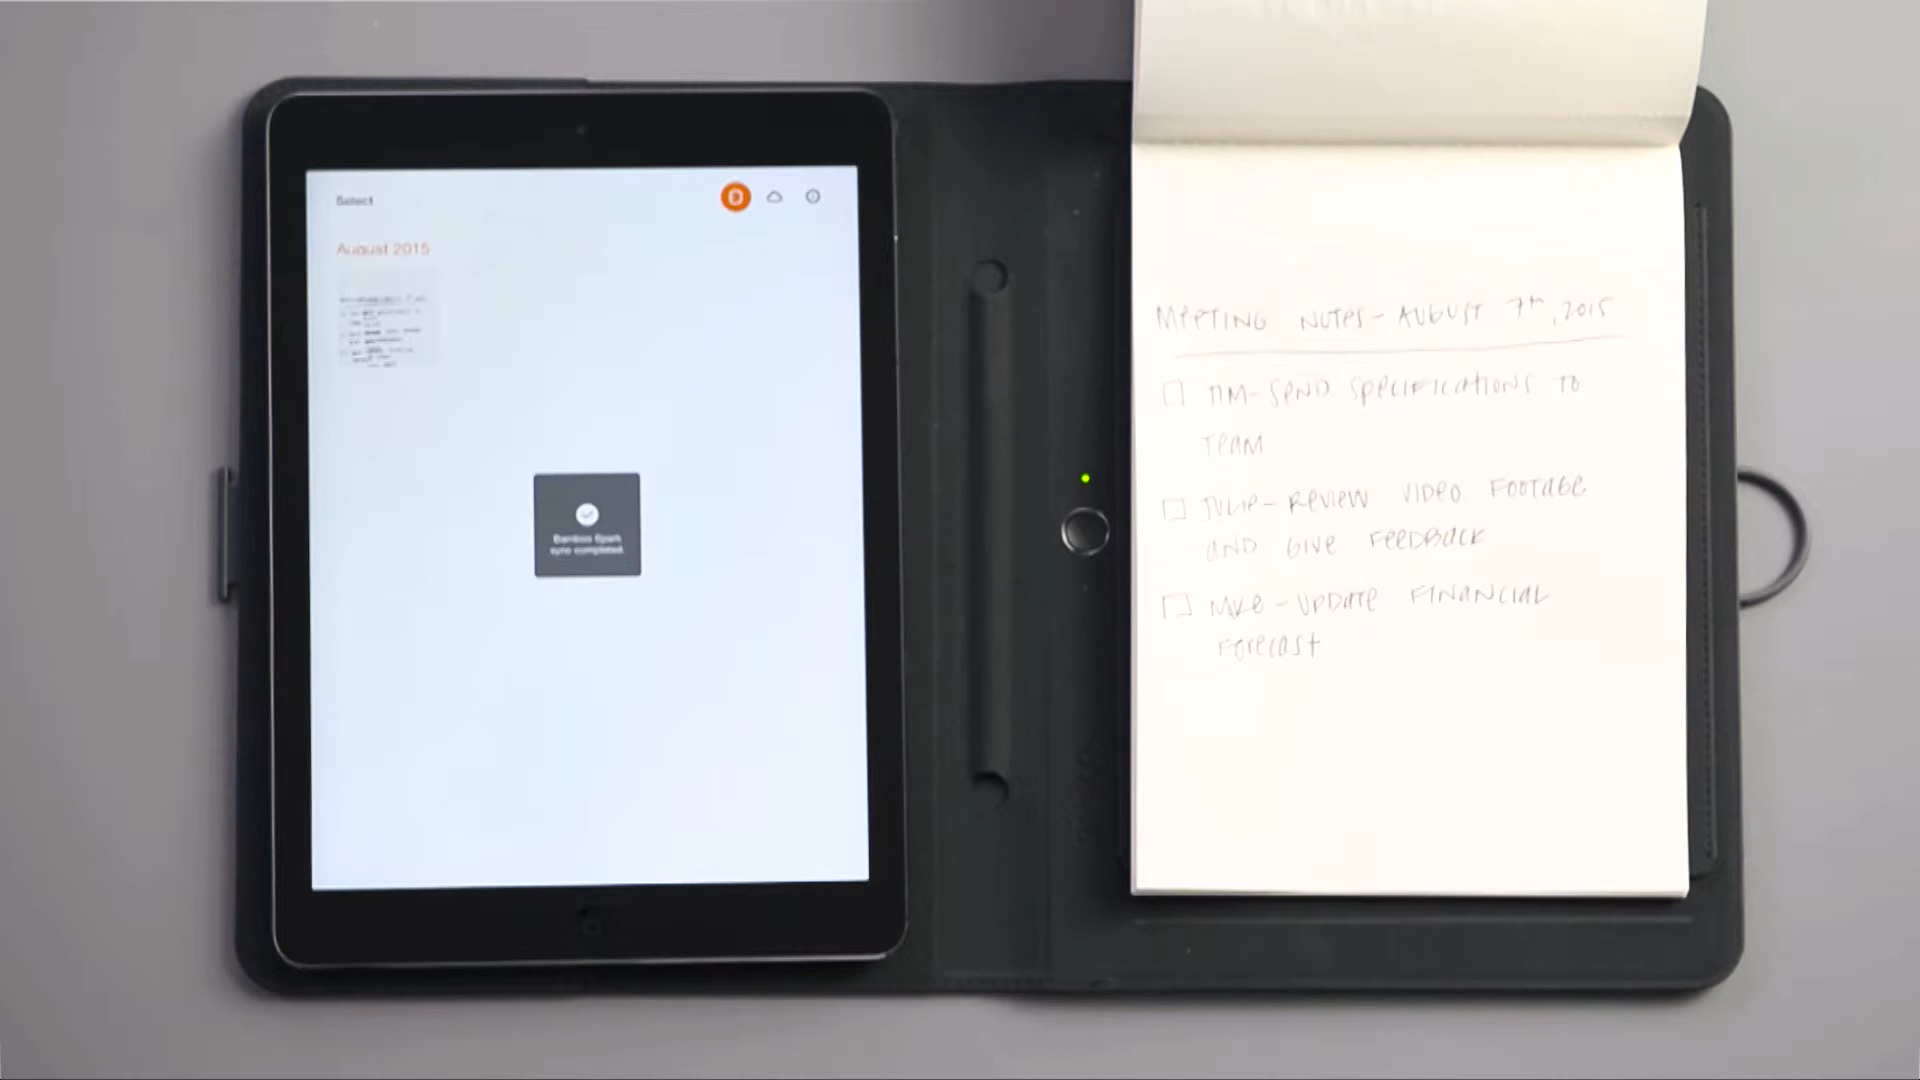 Select
August 2015
Bamboo Spark
sync completed
MEETING NOTES - AUGUST 7th, 2015
TIM - SEND SPECIFICATIONS TO
TEAM
JULIE - REVIEW VIDEO FOOTAGE
AND GIVE FEEDBACK
MIKE - UPDATE FINANCIAL
FORECAST